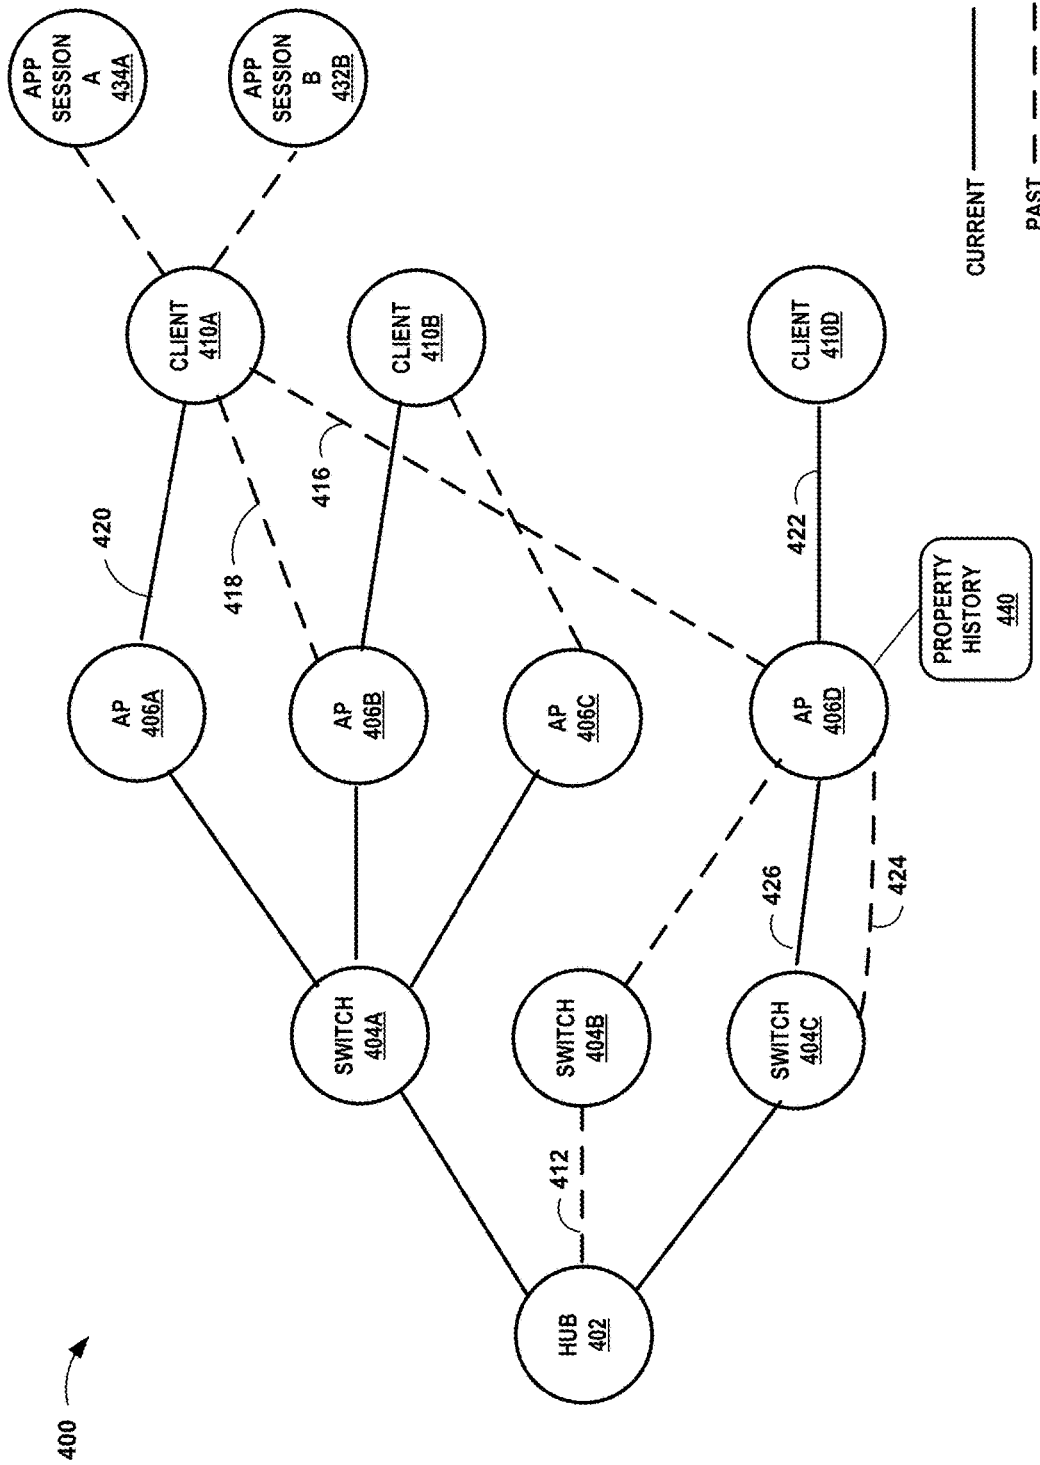 400
HUB
402
412
SWITCH
404A
SWITCH
404B
SWITCH
404C
426
424
AP
406A
AP
406B
AP
406C
AP
406D
PROPERTY
HISTORY
440
420
418
416
422
CLIENT
410A
CLIENT
410B
CLIENT
410D
APP
SESSION
A
434A
APP
SESSION
B
432B
CURRENT
PAST